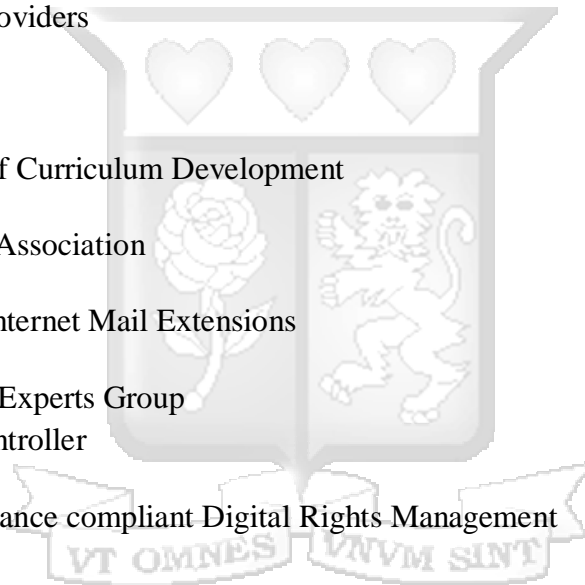 oviders
f Curriculum Development
Association
nternet Mail Extensions
Experts Group
ntroller
ance compliant Digital Rights Management
VT OMNES VNVM SINT